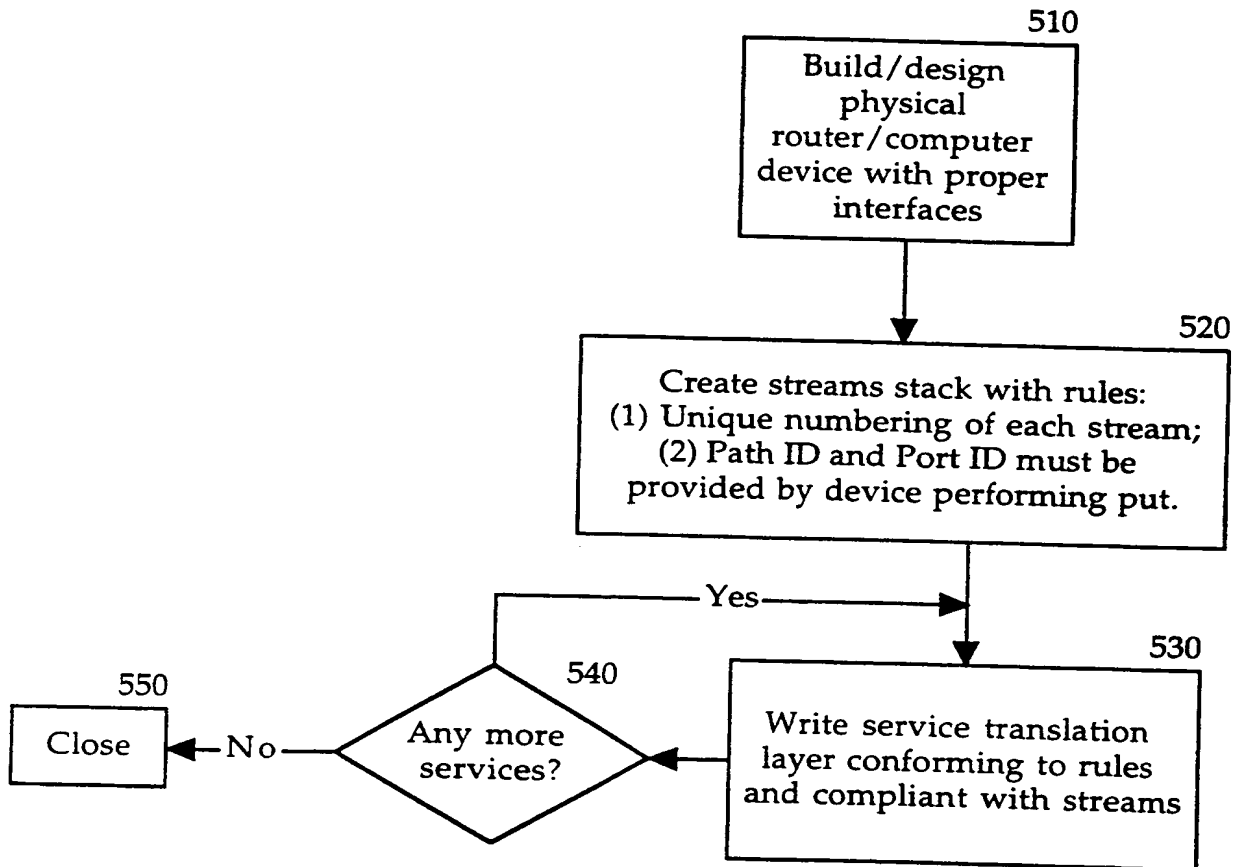 510
Build/design
physical
router/computer
device with proper
interfaces
520
Create streams stack with rules:
(1) Unique numbering of each stream;
(2) Path ID and Port ID must be
provided by device performing put.
Yes
530
Write service translation
layer conforming to rules
and compliant with streams
540
Any more
services?
No
550
Close